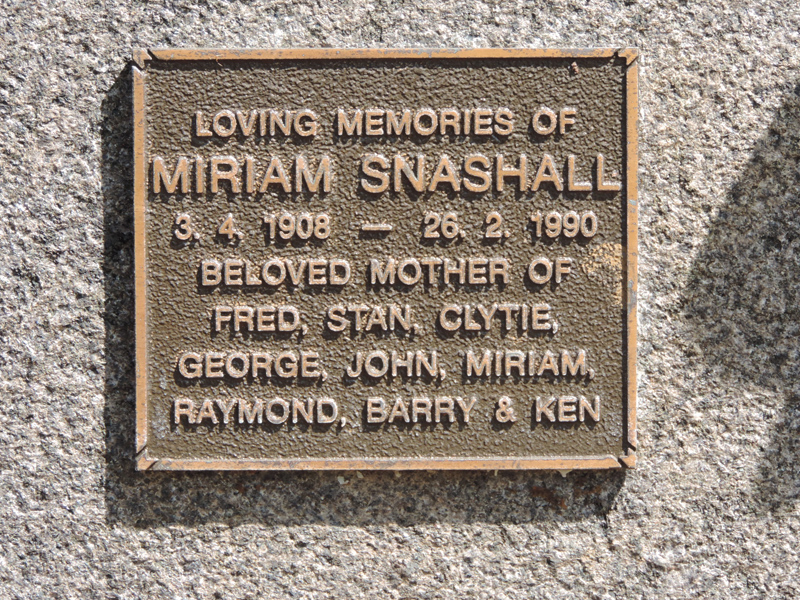 LOVING MEMORIES OF
MIRIAM SNASHALL
3. 4. 1908 — 26. 2. 1990
BELOVED MOTHER OF
FRED, STAN, CLYTIE,
GEORGE, JOHN, MIRIAM,
RAYMOND, BARRY & KEN